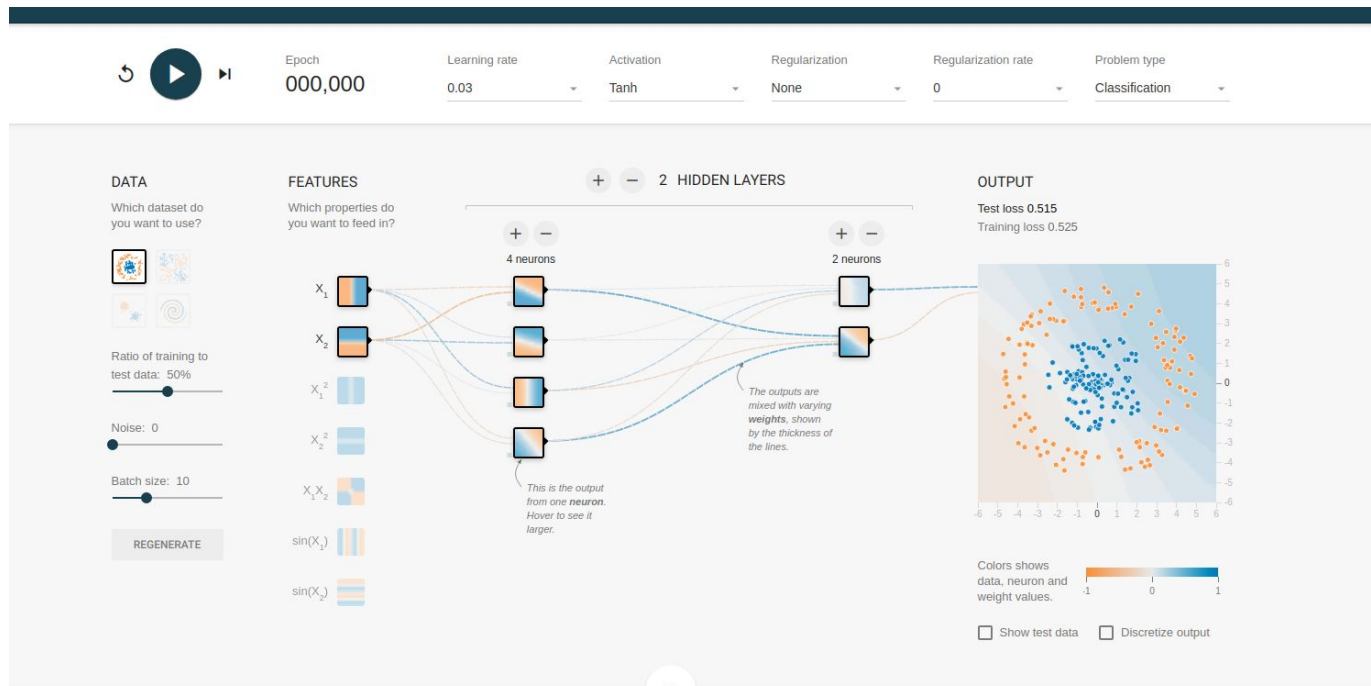 Epoch
000,000
Learning rate
0.03
Activation
Tanh
Regularization
None
Regularization rate
0
Problem type
Classification
DATA
Which dataset do
you want to use?
Ratio of training to
test data: 50%
Noise: 0
Batch size: 10
REGENERATE
FEATURES
Which properties do
you want to feed in?
X₁
X₂
X₁²
X₂²
X₁X₂
sin(X₁)
sin(X₂)
+ − 2 HIDDEN LAYERS
+ −
4 neurons
+ −
2 neurons
This is the output
from one neuron.
Hover to see it
larger.
The outputs are
mixed with varying
weights, shown
by the thickness of
the lines.
OUTPUT
Test loss 0.515
Training loss 0.525
6
5
4
3
2
1
0
-1
-2
-3
-4
-5
-6
-6 -5 -4 -3 -2 -1 0 1 2 3 4 5 6
Colors shows
data, neuron and
weight values.
-1 0 1
Show test data
Discretize output